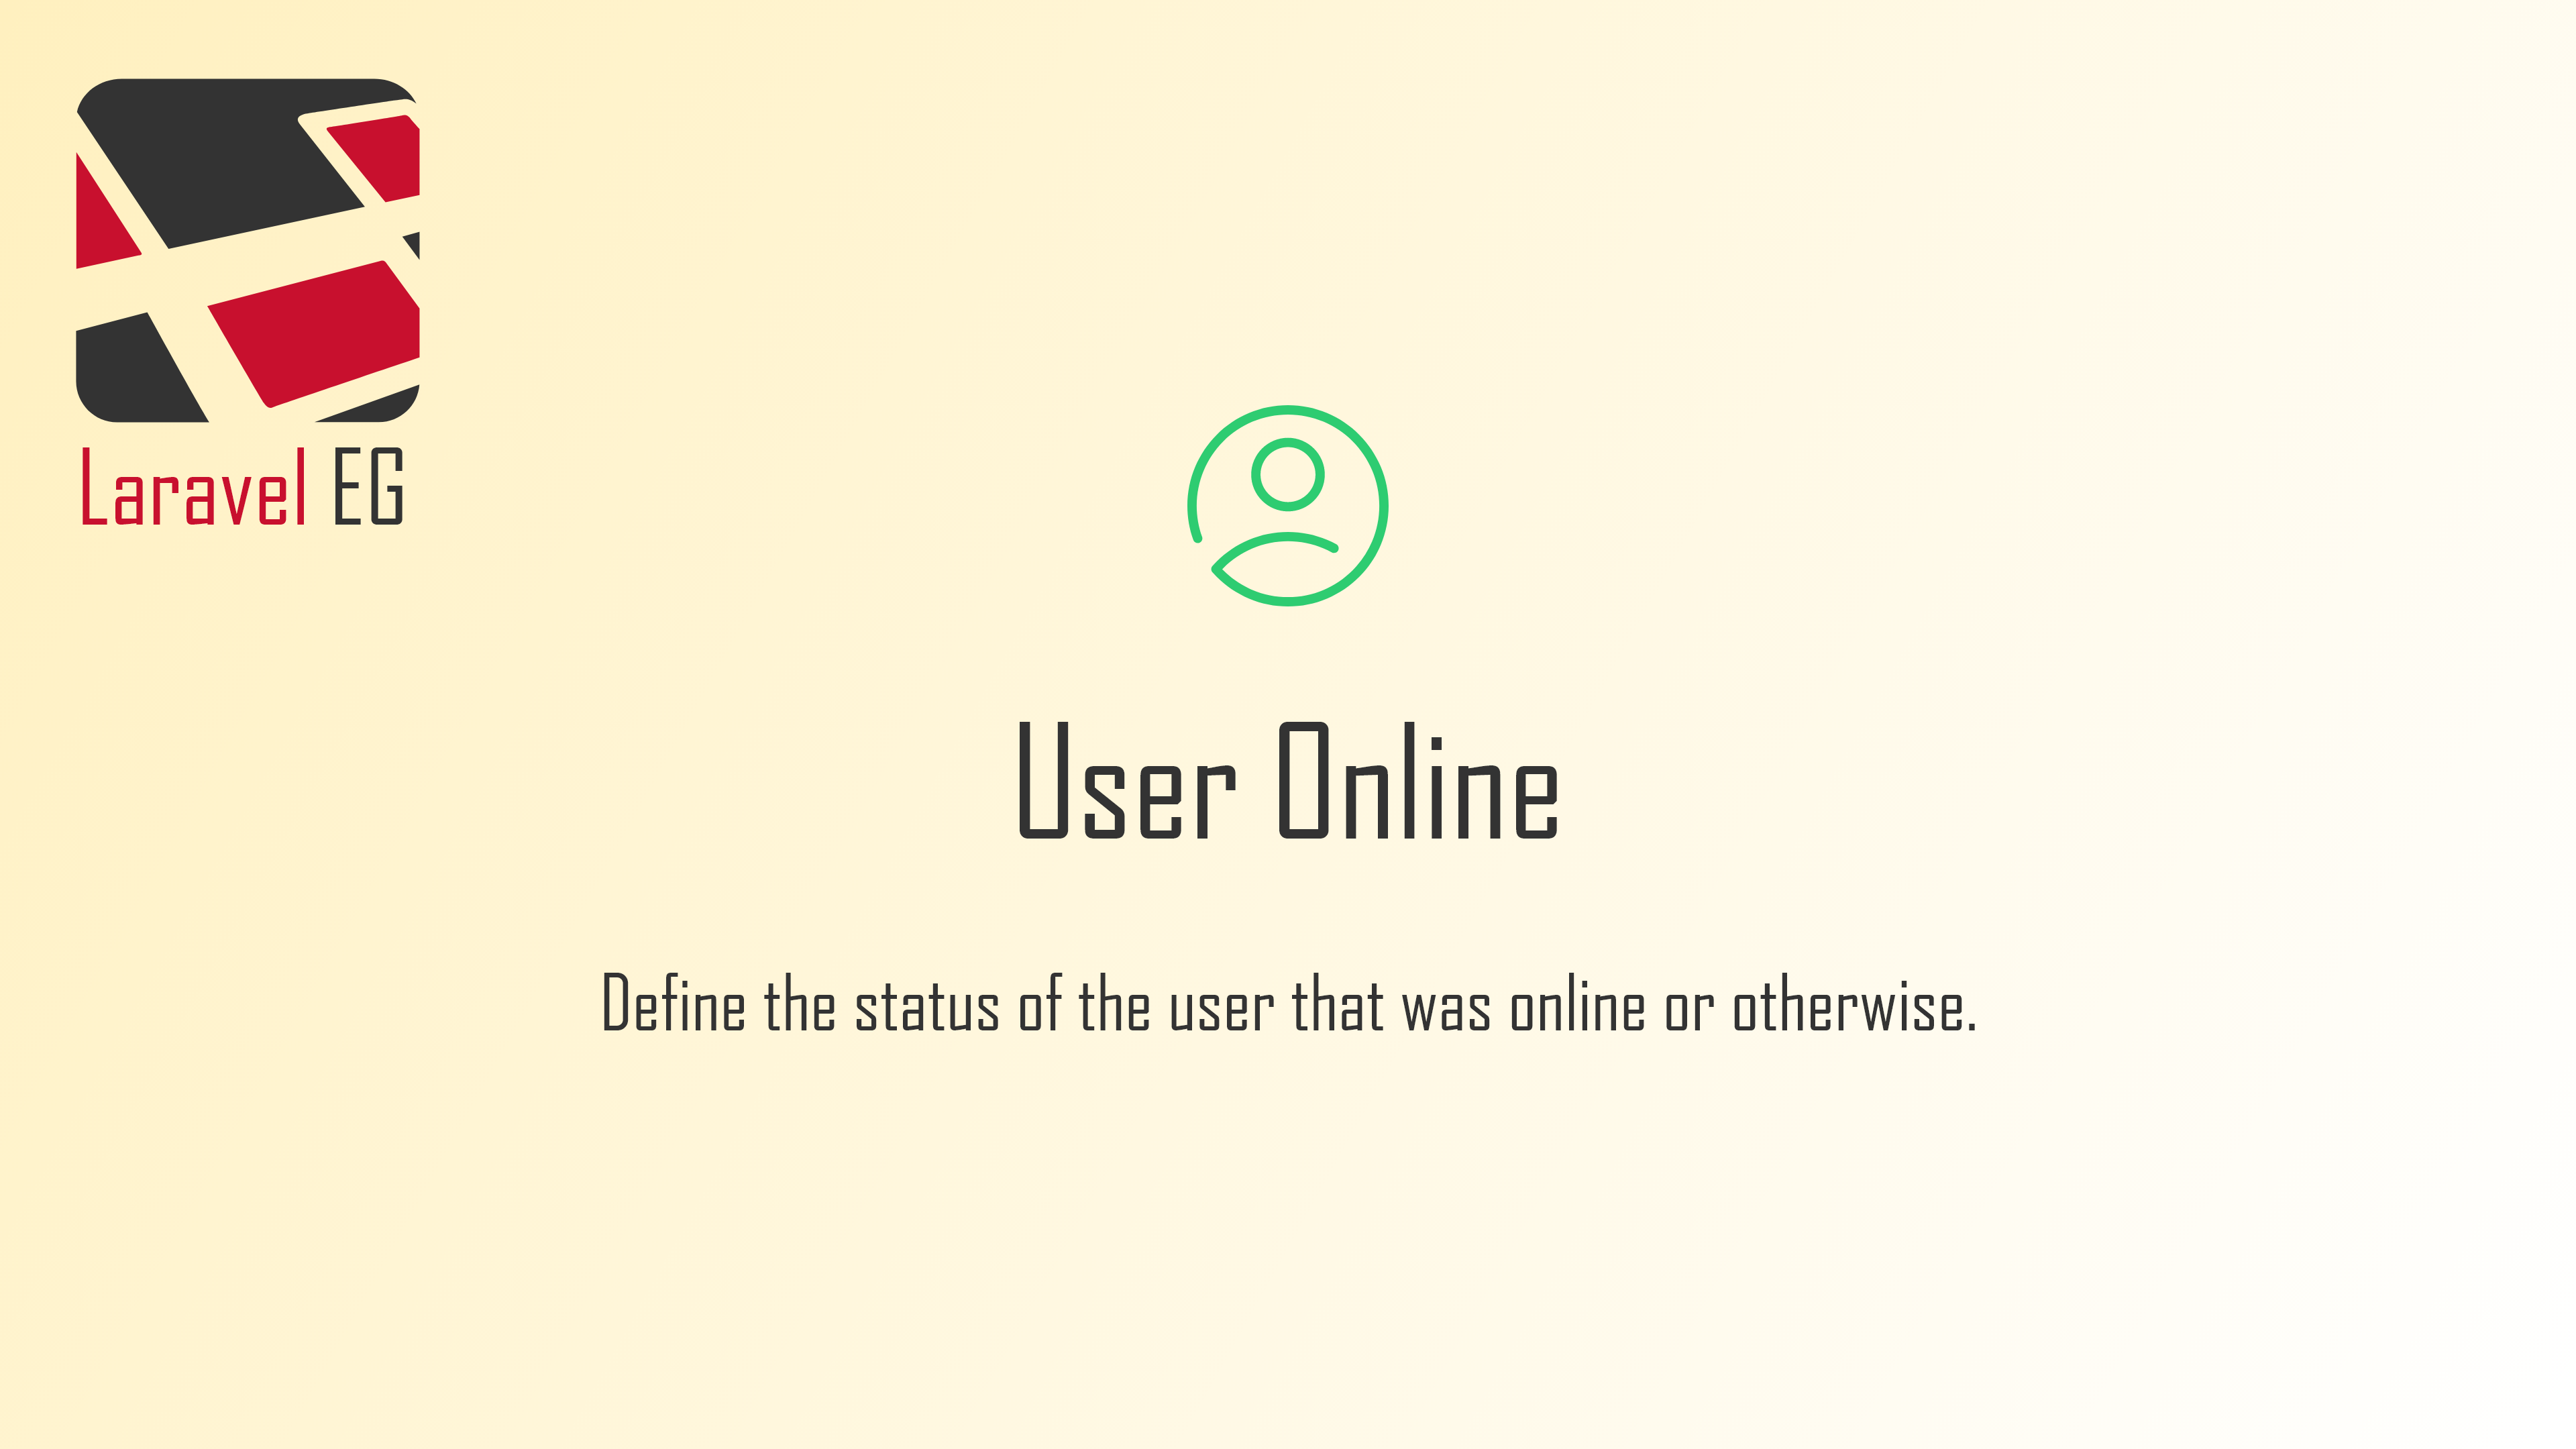 Laravel EG
User Online
Define the status of the user that was online or otherwise.